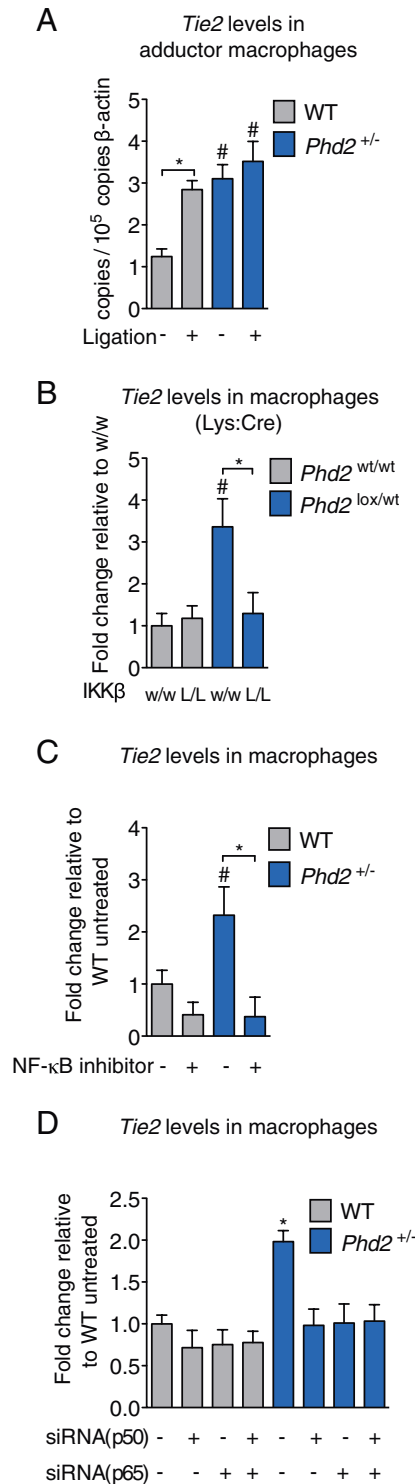 A
Tie2 levels in
adductor macrophages
WT
Phd2 +/-
copies / 10⁵ copies β-actin
5
4
3
2
1
0
*
#
#
Ligation - + - +
B
Tie2 levels in macrophages
(Lys:Cre)
Phd2 wt/wt
Phd2 lox/wt
Fold change relative to w/w
5
4
3
2
1
0
#
*
IKKβ w/w L/L w/w L/L
C
Tie2 levels in macrophages
WT
Phd2 +/-
Fold change relative to
WT untreated
4
3
2
1
0
#
*
NF-κB inhibitor - + - +
D
Tie2 levels in macrophages
WT
Phd2 +/-
Fold change relative
to WT untreated
2.5
2.0
1.5
1.0
0.5
0.0
*
siRNA(p50) - + - + - + - +
siRNA(p65) - - + + - - + +